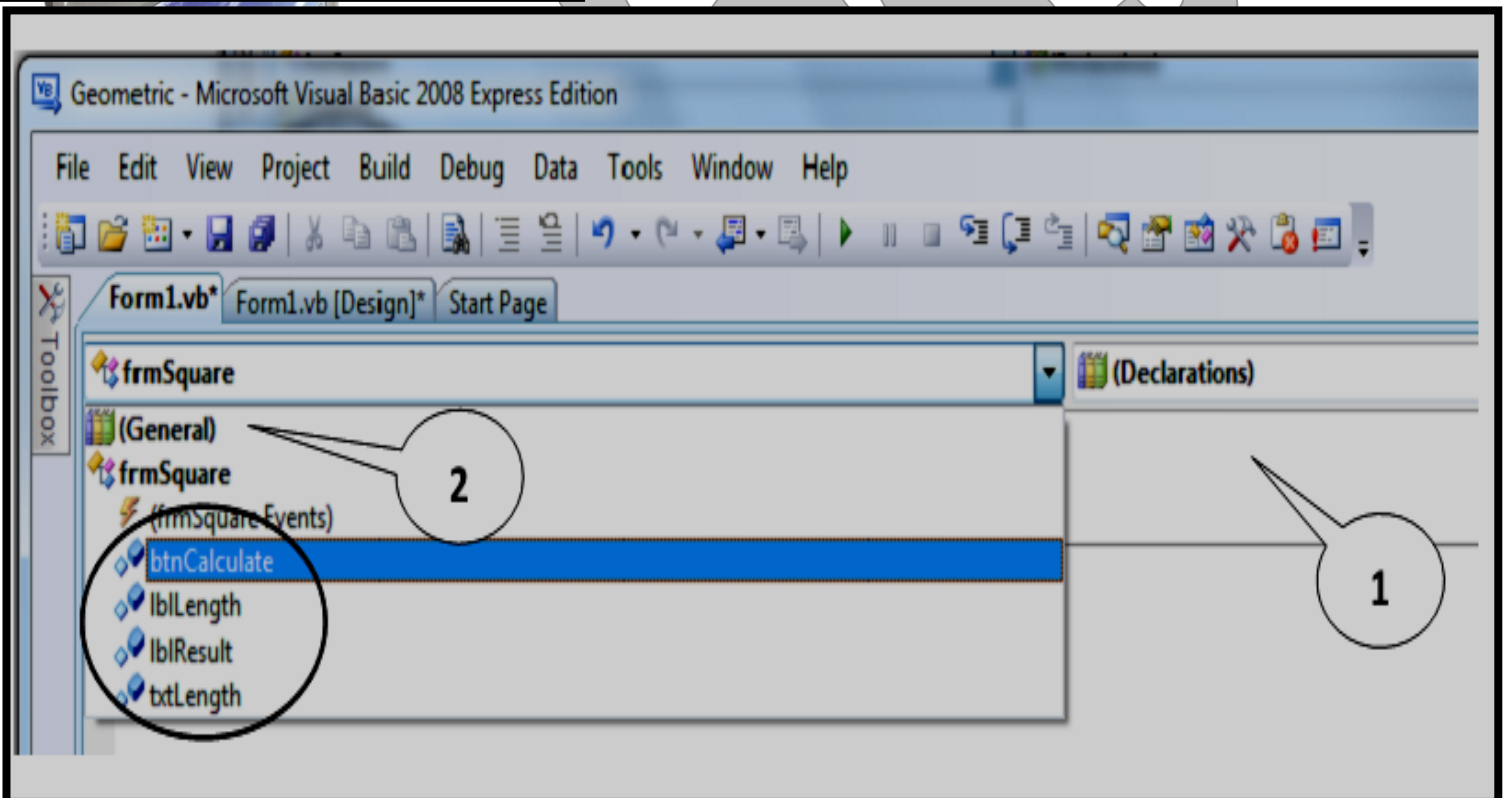 Geometric - Microsoft Visual Basic 2008 Express Edition
File Edit View Project Build Debug Data Tools Window Help
Form1.vb* Form1.vb [Design]* Start Page
Toolbox
frmSquare (Declarations)
(General)
frmSquare
2
(frmSquare Events)
btnCalculate
1
lblLength
lblResult
txtLength